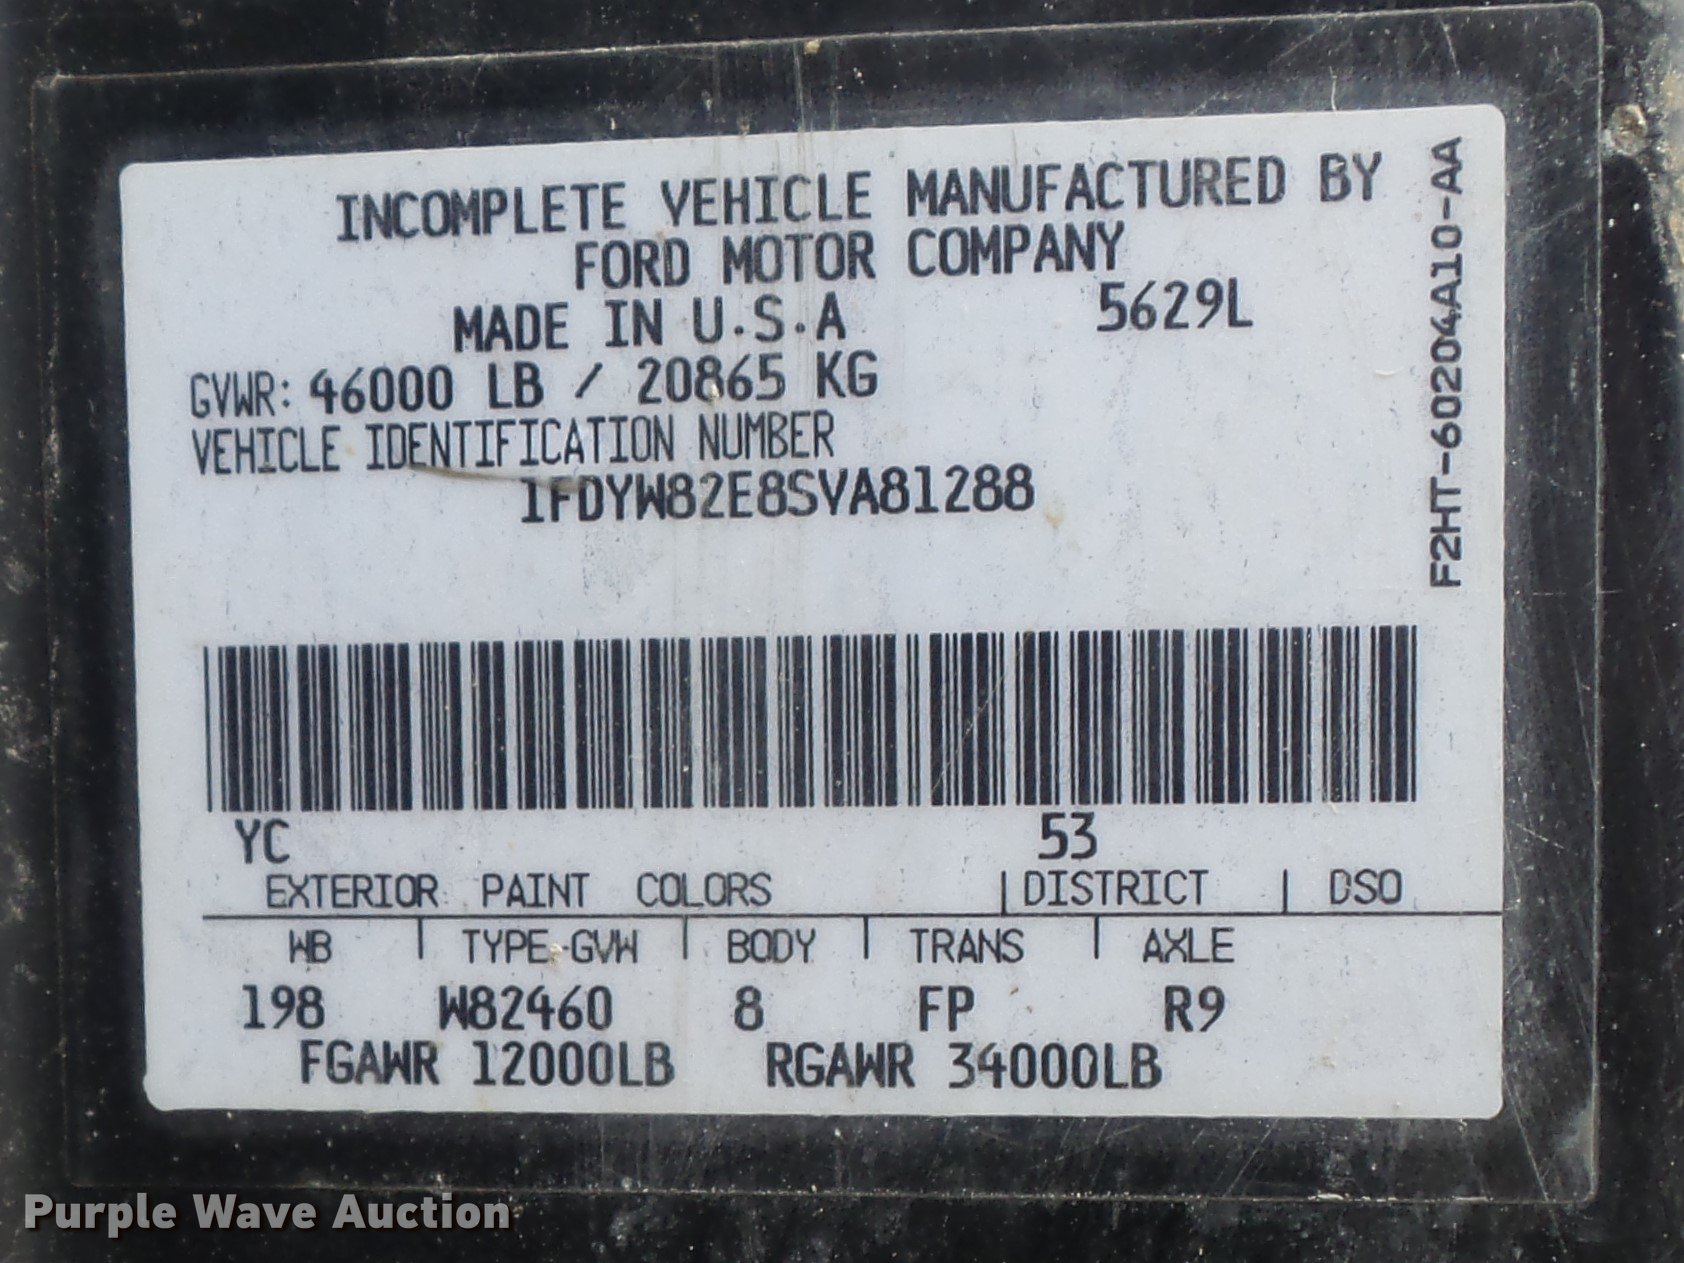 INCOMPLETE VEHICLE MANUFACTURED BY
FORD MOTOR COMPANY
MADE IN U.S.A 5629L
GVWR: 46000 LB / 20865 KG
VEHICLE IDENTIFICATION NUMBER
1FDYW82E8SVA81288
F2HT-60204A10-AA
YC 53
EXTERIOR PAINT COLORS | DISTRICT | DSO
WB | TYPE-GVW | BODY | TRANS | AXLE
198 W82460 8 FP R9
FGAWR 12000LB RGAWR 34000LB
Purple Wave Auction